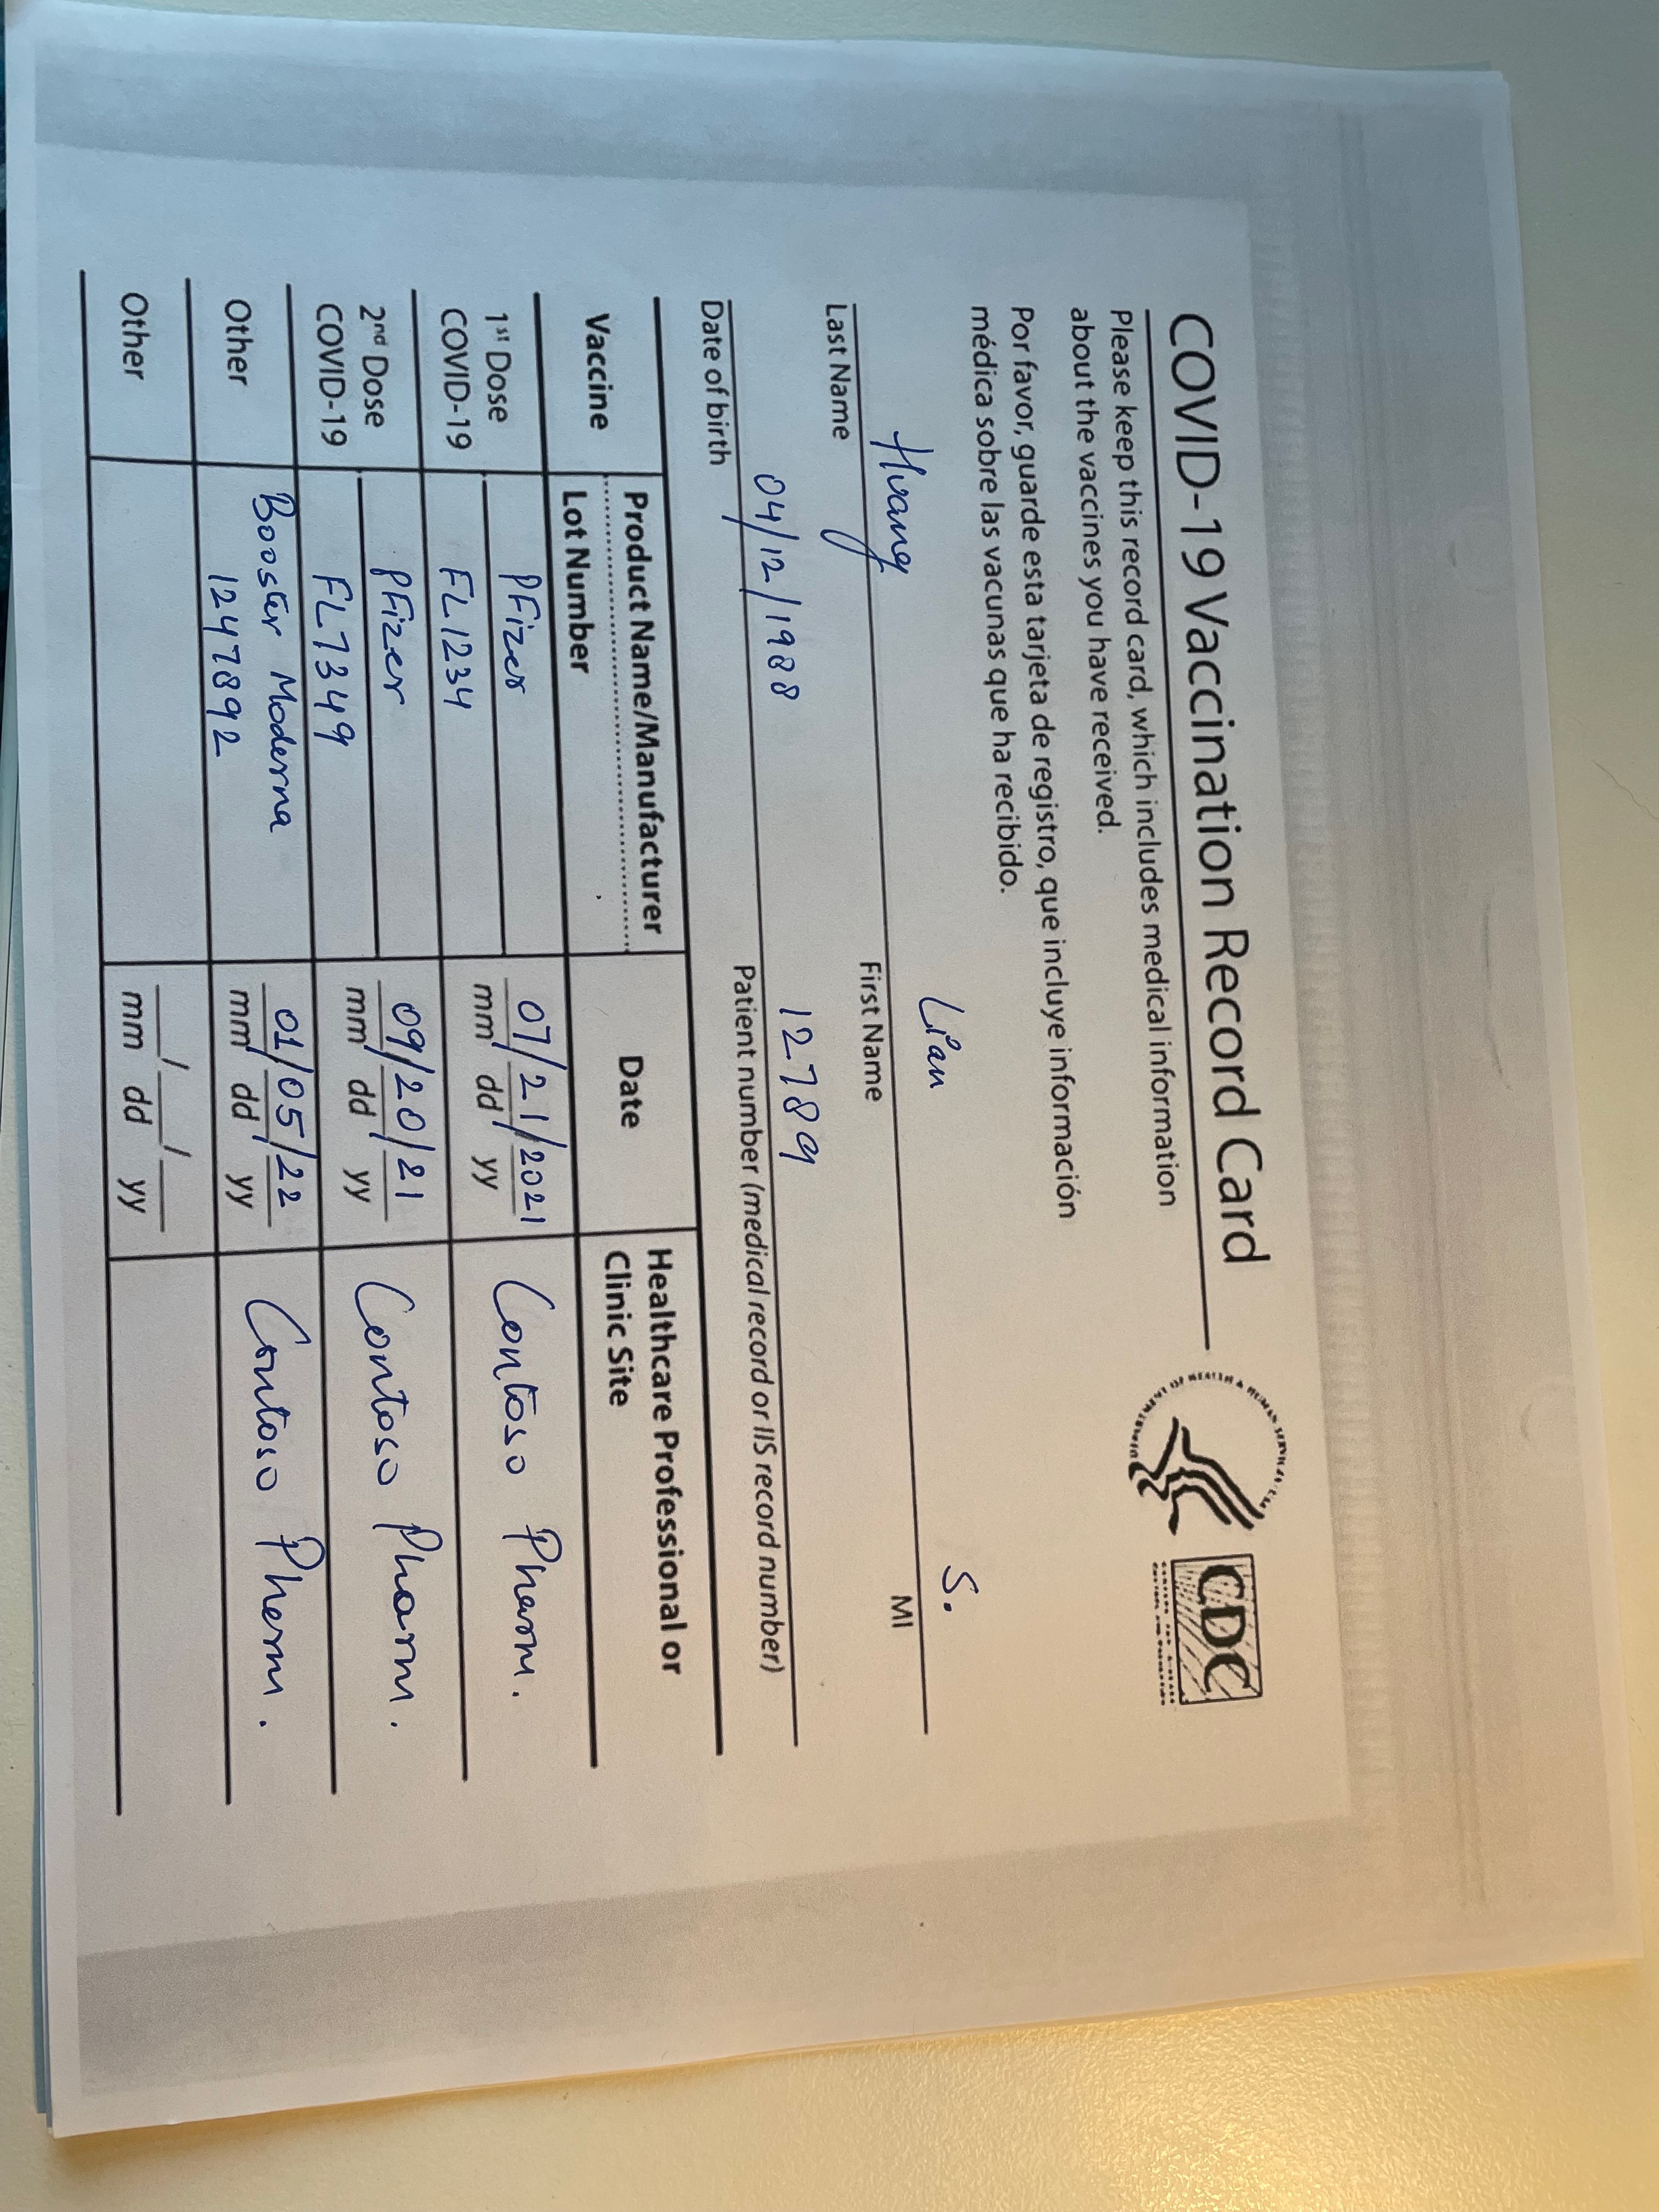 COVID-19 Vaccination Record Card
CDC
Please keep this record card, which includes medical information
about the vaccines you have received.
Por favor, guarde esta tarjeta de registro, que incluye información
médica sobre las vacunas que ha recibido.
Huang Lian S.
Last Name First Name MI
04/12/1988 12789
Date of birth Patient number (medical record or IIS record number)
Vaccine Product Name/Manufacturer Date Healthcare Professional or
Lot Number Clinic Site
1st Dose Pfizer 07/21/2021 Contoso Pharm.
COVID-19 FL1234 mm dd yy
2nd Dose Pfizer 09/20/21 Contoso Pharm.
COVID-19 FL7349 mm dd yy
Other Booster Moderna 01/05/22 Contoso Pharm.
1247892 mm dd yy
Other __/__/__
mm dd yy